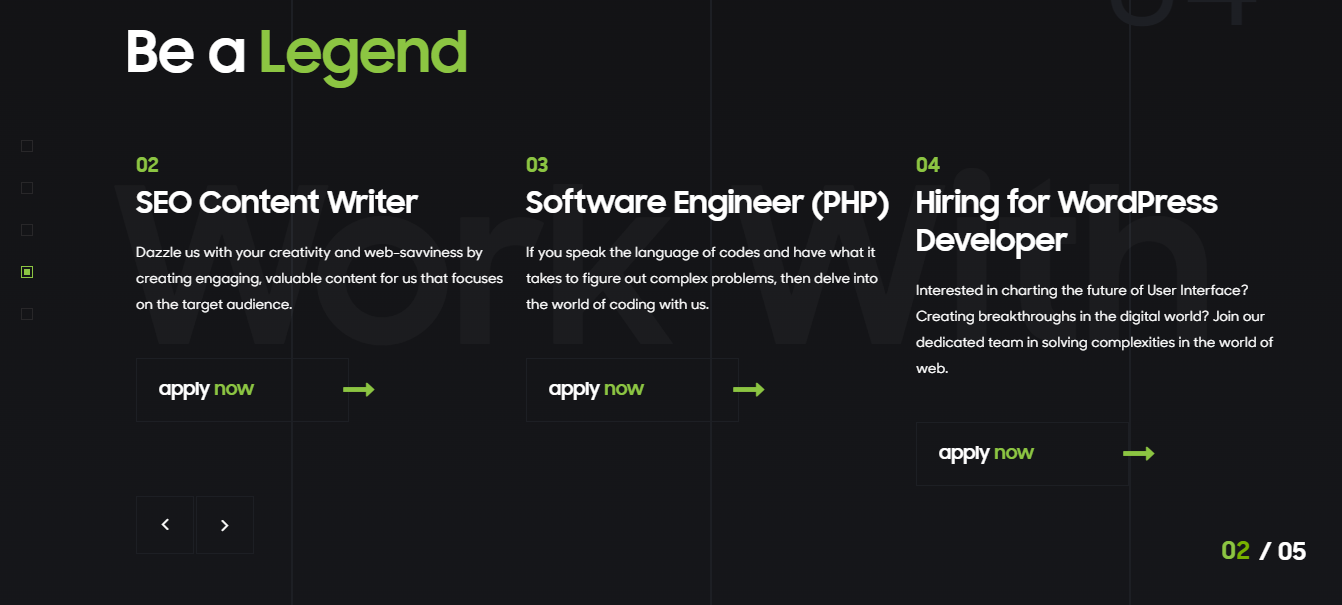 04
Be a Legend
Work With
02
SEO Content Writer
Dazzle us with your creativity and web-savviness by
creating engaging, valuable content for us that focuses
on the target audience.
apply now
03
Software Engineer (PHP)
If you speak the language of codes and have what it
takes to figure out complex problems, then delve into
the world of coding with us.
apply now
04
Hiring for WordPress
Developer
Interested in charting the future of User Interface?
Creating breakthroughs in the digital world? Join our
dedicated team in solving complexities in the world of
web.
apply now
02 / 05